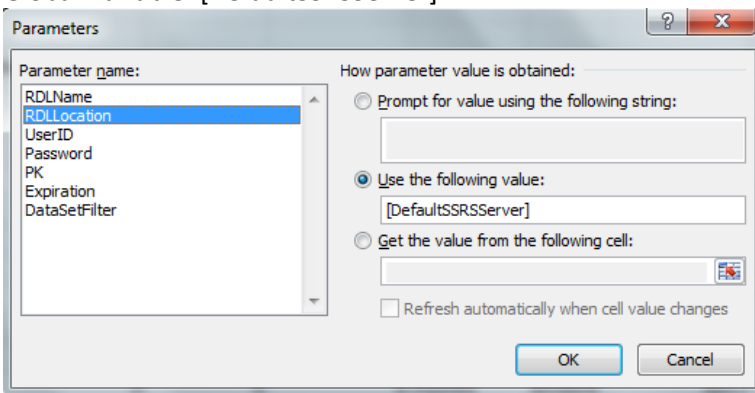 Parameters
Parameter name:
RDLName
RDLLocation
UserID
Password
PK
Expiration
DataSetFilter
How parameter value is obtained:
Prompt for value using the following string:
Use the following value:
[DefaultSSRSServer]
Get the value from the following cell:
Refresh automatically when cell value changes
OK
Cancel